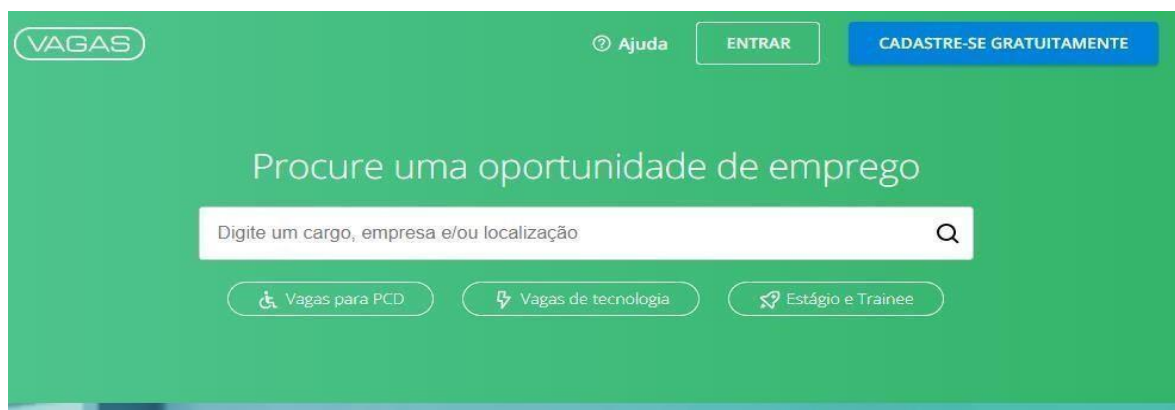 VAGAS
Ajuda
ENTRAR
CADASTRE-SE GRATUITAMENTE
Procure uma oportunidade de emprego
Digite um cargo, empresa e/ou localização
Vagas para PCD
Vagas de tecnologia
Estágio e Trainee